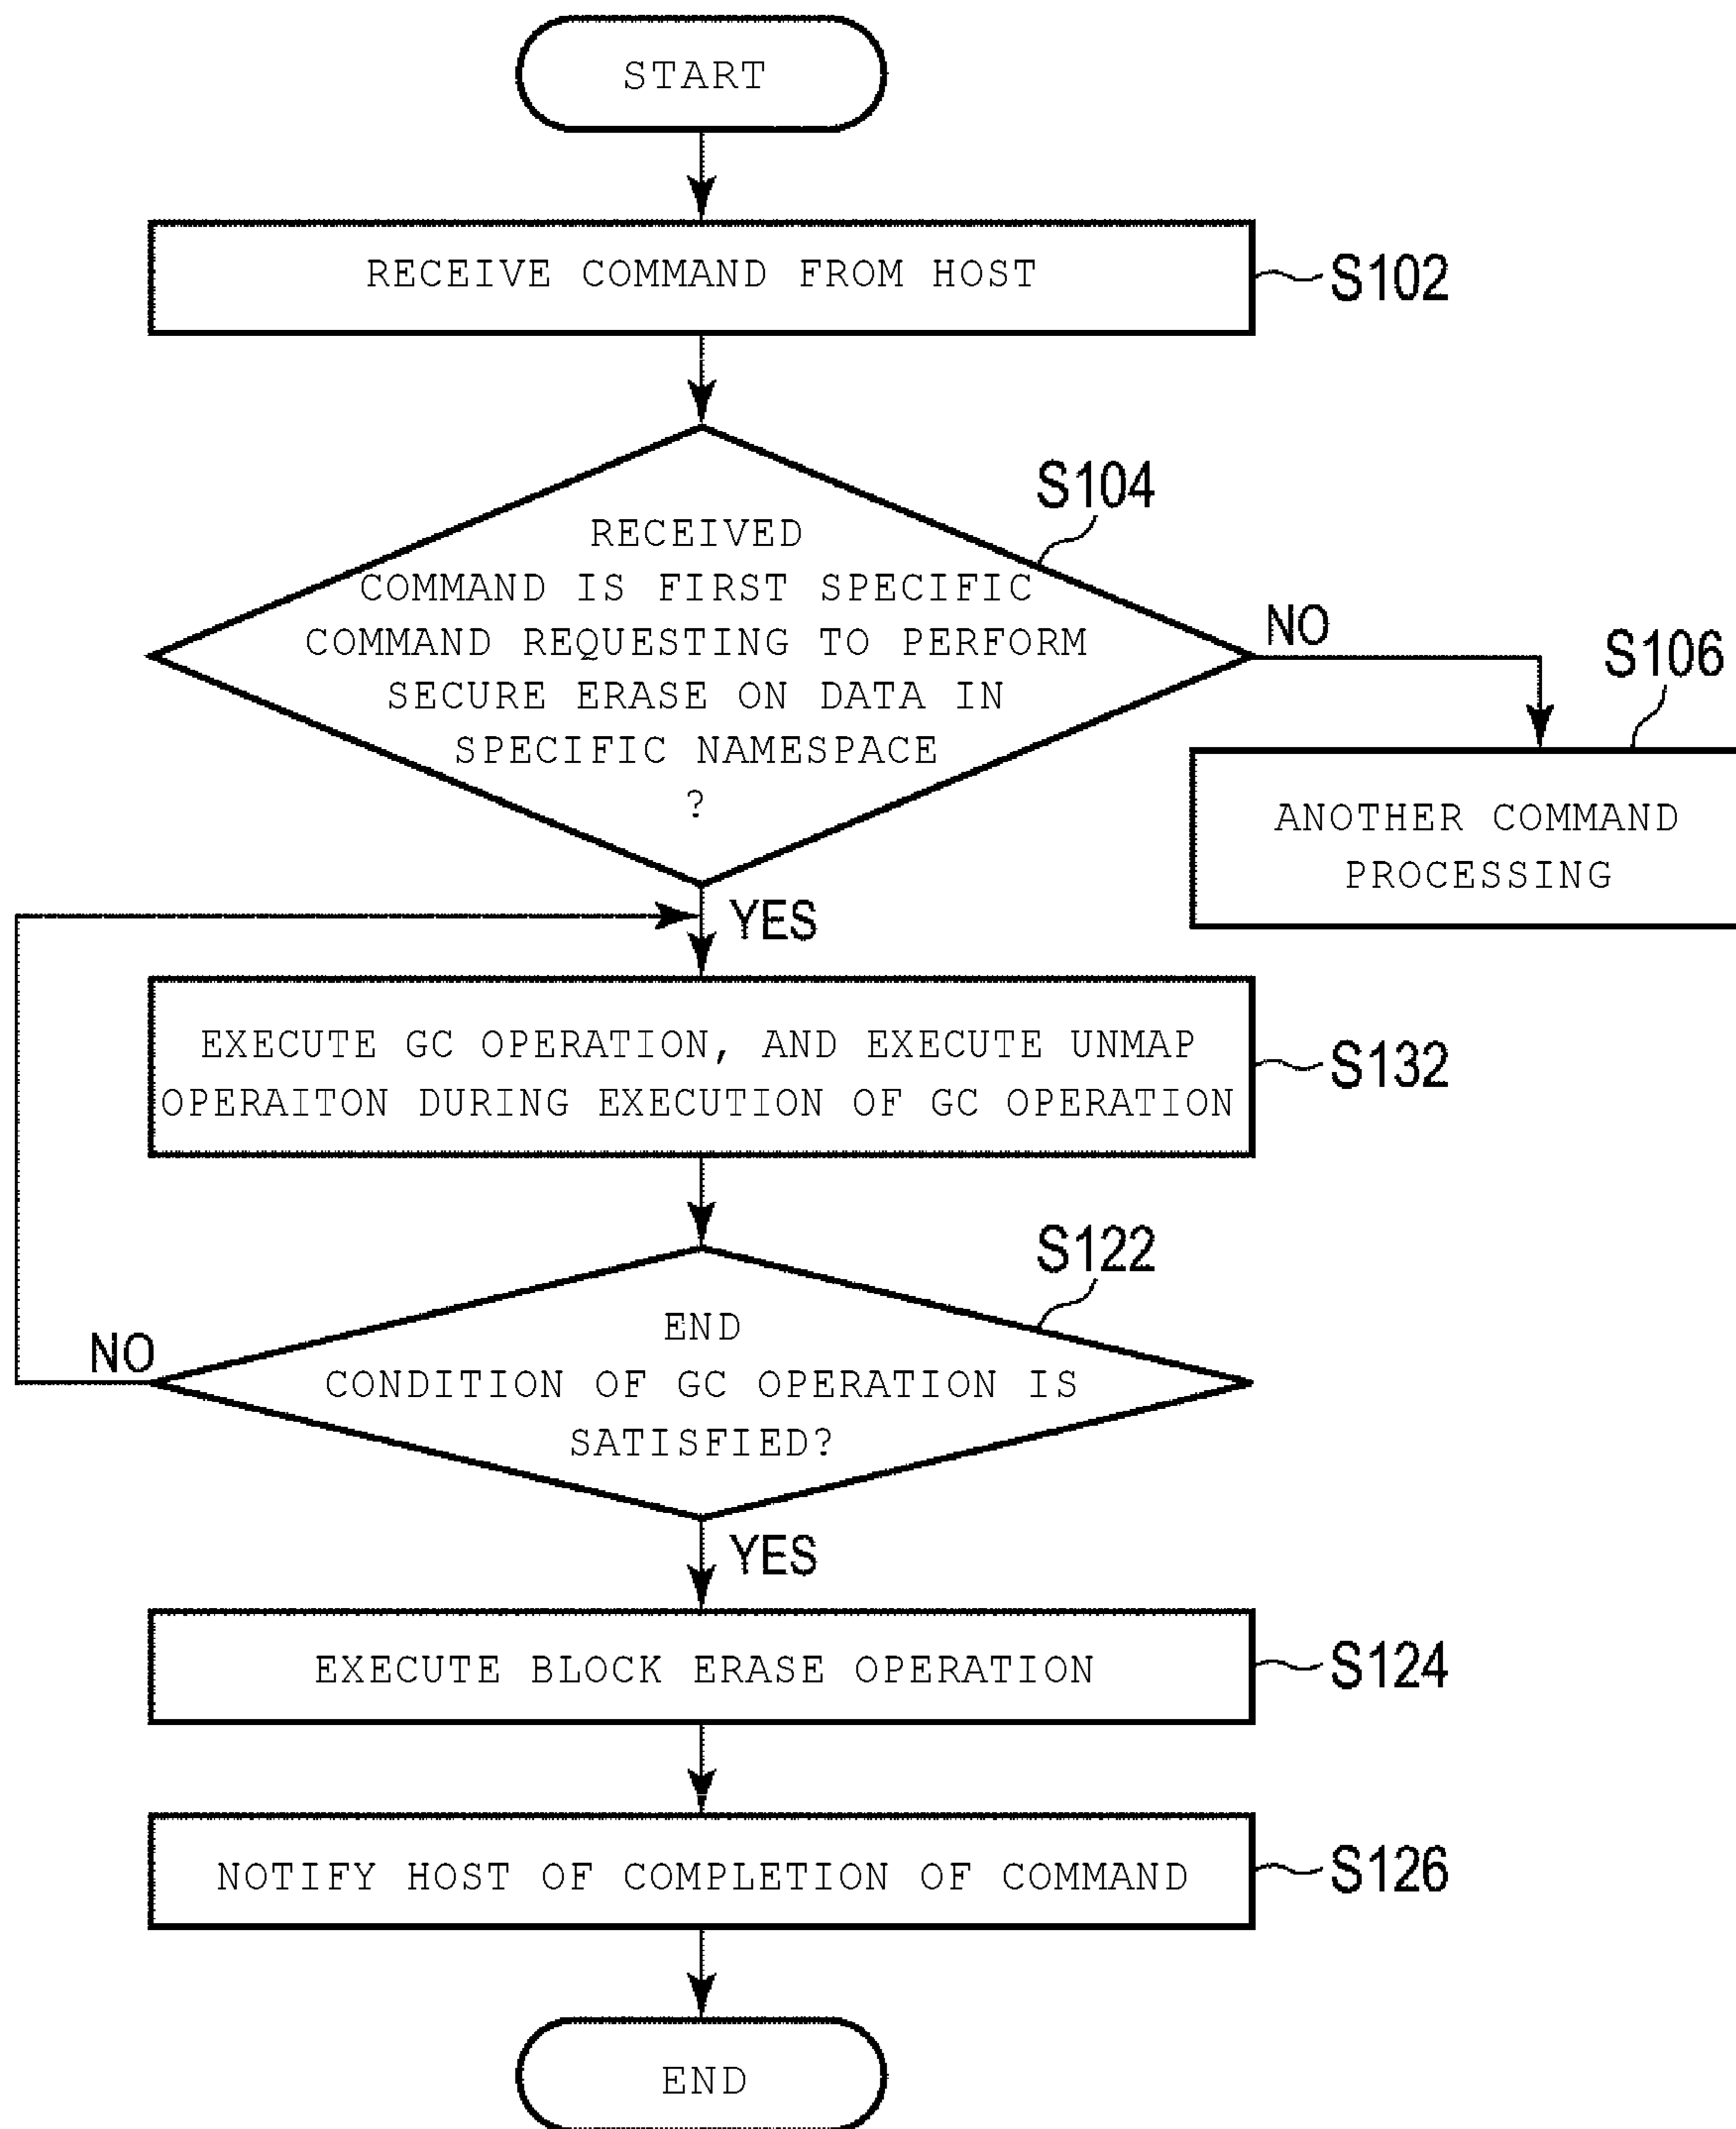 START
RECEIVE COMMAND FROM HOST
S102
S104
RECEIVED
COMMAND IS FIRST SPECIFIC
COMMAND REQUESTING TO PERFORM
SECURE ERASE ON DATA IN
SPECIFIC NAMESPACE
?
NO
S106
ANOTHER COMMAND
PROCESSING
YES
EXECUTE GC OPERATION, AND EXECUTE UNMAP
OPERAITON DURING EXECUTION OF GC OPERATION
S132
S122
END
CONDITION OF GC OPERATION IS
SATISFIED?
NO
YES
EXECUTE BLOCK ERASE OPERATION
S124
NOTIFY HOST OF COMPLETION OF COMMAND
S126
END